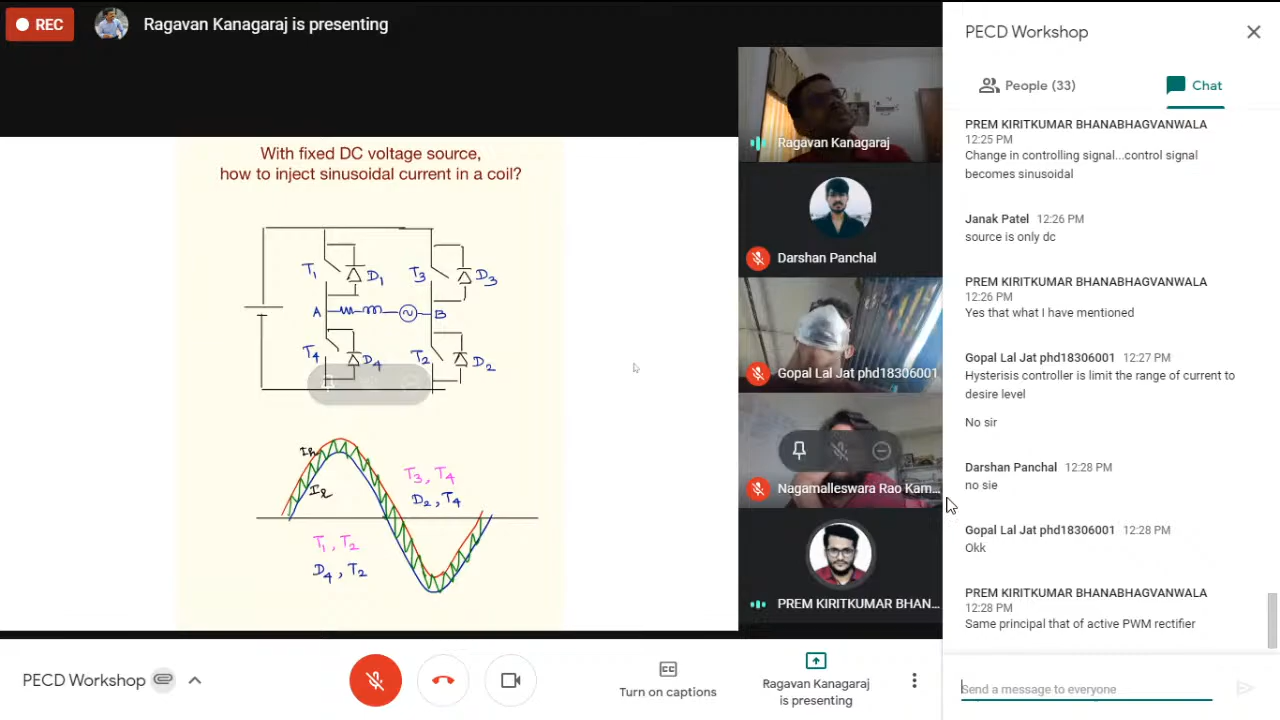 REC
Ragavan Kanagaraj is presenting
With fixed DC voltage source,
how to inject sinusoidal current in a coil?
T1 D1 T3 D3
A B
T4 D4 T2 D2
Ih
Il
T3, T4
D2, T4
T1, T2
D4, T2
Ragavan Kanagaraj
Darshan Panchal
Gopal Lal Jat phd18306001
Nagamalleswara Rao Kam...
PREM KIRITKUMAR BHAN...
PECD Workshop
People (33)
Chat
PREM KIRITKUMAR BHANABHAGVANWALA
12:25 PM
Change in controlling signal...control signal
becomes sinusoidal
Janak Patel 12:26 PM
source is only dc
PREM KIRITKUMAR BHANABHAGVANWALA
12:26 PM
Yes that what I have mentioned
Gopal Lal Jat phd18306001 12:27 PM
Hysterisis controller is limit the range of current to
desire level
No sir
Darshan Panchal 12:28 PM
no sie
Gopal Lal Jat phd18306001 12:28 PM
Okk
PREM KIRITKUMAR BHANABHAGVANWALA
12:28 PM
Same principal that of active PWM rectifier
Send a message to everyone
PECD Workshop
CC
Turn on captions
Ragavan Kanagaraj
is presenting